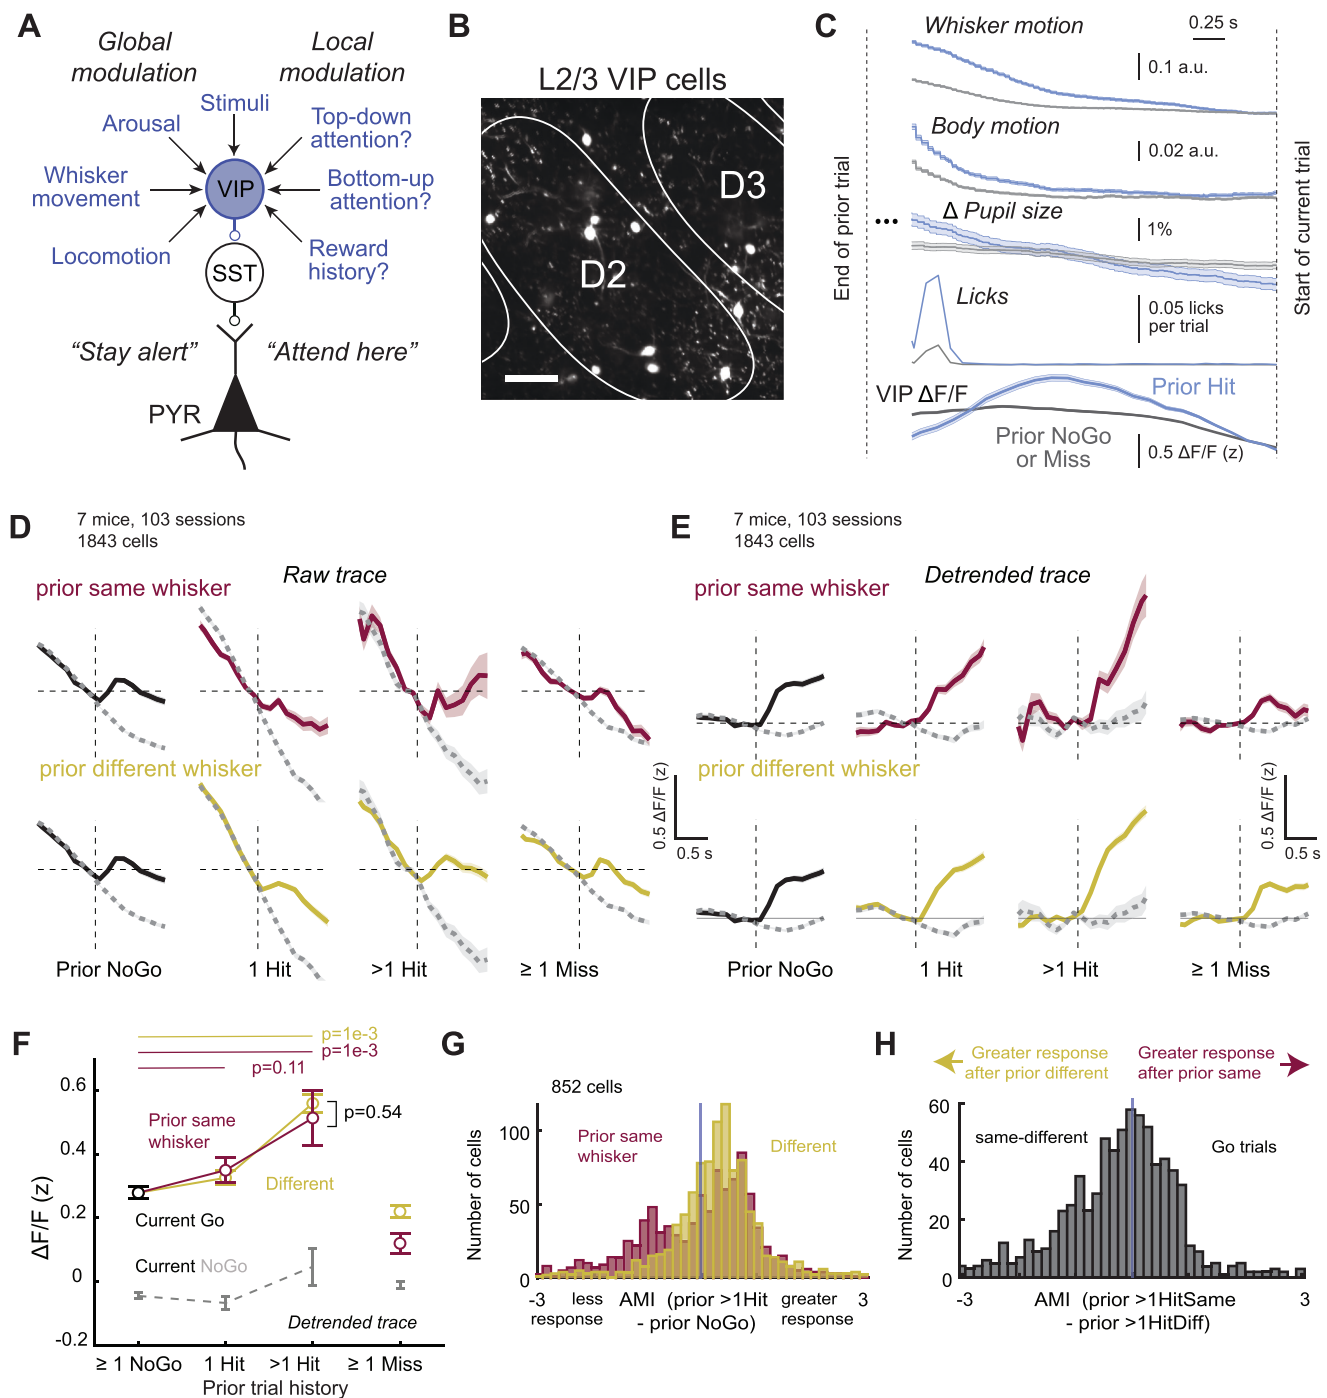 A
Global
modulation
Local
modulation
Stimuli
Arousal
Top-down
attention?
Whisker
movement
VIP
Bottom-up
attention?
Locomotion
Reward
history?
SST
“Stay alert”
“Attend here”
PYR
B
L2/3 VIP cells
D3
D2
C
Whisker motion
0.25 s
0.1 a.u.
Body motion
0.02 a.u.
Δ Pupil size
1%
•••
End of prior trial
Start of current trial
Licks
0.05 licks
per trial
VIP ΔF/F
Prior Hit
Prior NoGo
or Miss
0.5 ΔF/F (z)
D
7 mice, 103 sessions
1843 cells
prior same whisker
Raw trace
prior different whisker
0.5 ΔF/F (z)
0.5 s
Prior NoGo
1 Hit
>1 Hit
≥ 1 Miss
E
7 mice, 103 sessions
1843 cells
prior same whisker
Detrended trace
prior different whisker
0.5 ΔF/F (z)
0.5 s
Prior NoGo
1 Hit
>1 Hit
≥ 1 Miss
F
p=1e-3
p=1e-3
p=0.11
0.6
0.4
0.2
0
-0.2
ΔF/F (z)
Prior same
whisker
p=0.54
Different
Current Go
Current NoGo
Detrended trace
≥ 1 NoGo
1 Hit
>1 Hit
≥ 1 Miss
Prior trial history
G
852 cells
100
50
0
Number of cells
Prior same
whisker
Different
-3
less
response
AMI (prior >1Hit
- prior NoGo)
greater
response
3
H
Greater response
after prior different
Greater response
after prior same
60
40
20
0
Number of cells
same-different
Go trials
-3
AMI (prior >1HitSame
- prior >1HitDiff)
3